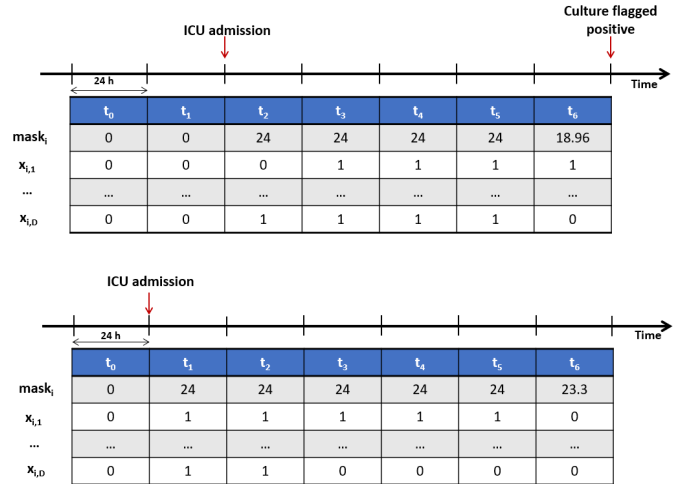 Culture flagged
positive
ICU admission
Time
24 h
t0 t1 t2 t3 t4 t5 t6
maski 0 0 24 24 24 24 18.96
xi,1 0 0 0 1 1 1 1
... ... ... ... ... ... ... ...
xi,D 0 0 1 1 1 1 0
ICU admission
Time
24 h
t0 t1 t2 t3 t4 t5 t6
maski 0 24 24 24 24 24 23.3
xi,1 0 1 1 1 1 1 0
... ... ... ... ... ... ... ...
xi,D 0 1 1 0 0 0 0